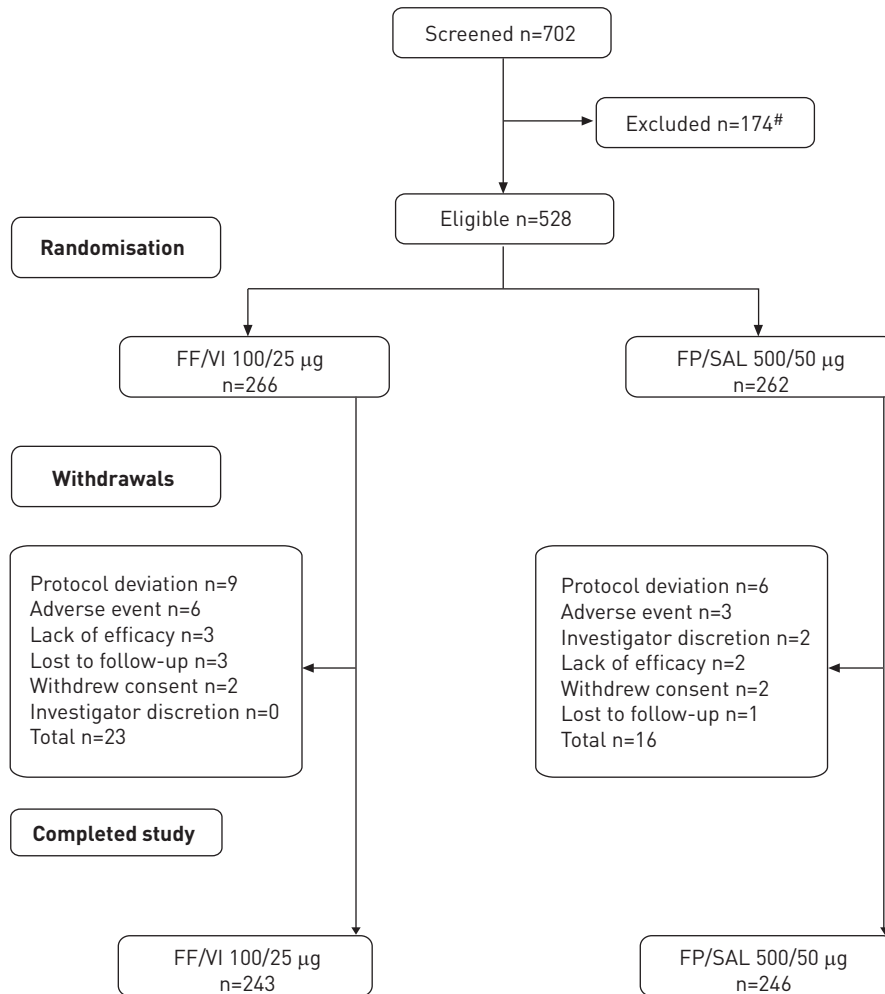 Screened n=702
Excluded n=174#
Eligible n=528
Randomisation
FF/VI 100/25 µg
n=266
FP/SAL 500/50 µg
n=262
Withdrawals
Protocol deviation n=9
Adverse event n=6
Lack of efficacy n=3
Lost to follow-up n=3
Withdrew consent n=2
Investigator discretion n=0
Total n=23
Protocol deviation n=6
Adverse event n=3
Investigator discretion n=2
Lack of efficacy n=2
Withdrew consent n=2
Lost to follow-up n=1
Total n=16
Completed study
FF/VI 100/25 µg
n=243
FP/SAL 500/50 µg
n=246